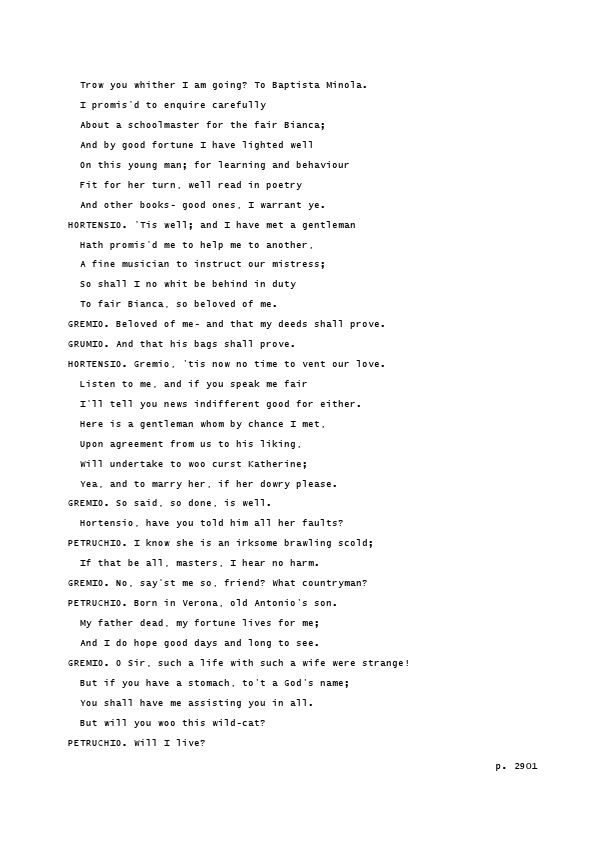 Trow you whither I am going? To Baptista Minola.
I promis'd to enquire carefully
About a schoolmaster for the fair Bianca;
And by good fortune I have lighted well
On this young man; for learning and behaviour
Fit for her turn, well read in poetry
And other books- good ones, I warrant ye.
HORTENSIO. 'Tis well; and I have met a gentleman
Hath promis'd me to help me to another,
A fine musician to instruct our mistress;
So shall I no whit be behind in duty
To fair Bianca, so beloved of me.
GREMIO. Beloved of me- and that my deeds shall prove.
GRUMIO. And that his bags shall prove.
HORTENSIO. Gremio, 'tis now no time to vent our love.
Listen to me, and if you speak me fair
I'll tell you news indifferent good for either.
Here is a gentleman whom by chance I met,
Upon agreement from us to his liking,
Will undertake to woo curst Katherine;
Yea, and to marry her, if her dowry please.
GREMIO. So said, so done, is well.
Hortensio, have you told him all her faults?
PETRUCHIO. I know she is an irksome brawling scold;
If that be all, masters, I hear no harm.
GREMIO. No, say'st me so, friend? What countryman?
PETRUCHIO. Born in Verona, old Antonio's son.
My father dead, my fortune lives for me;
And I do hope good days and long to see.
GREMIO. O Sir, such a life with such a wife were strange!
But if you have a stomach, to't a God's name;
You shall have me assisting you in all.
But will you woo this wild-cat?
PETRUCHIO. Will I live?
p. 2901